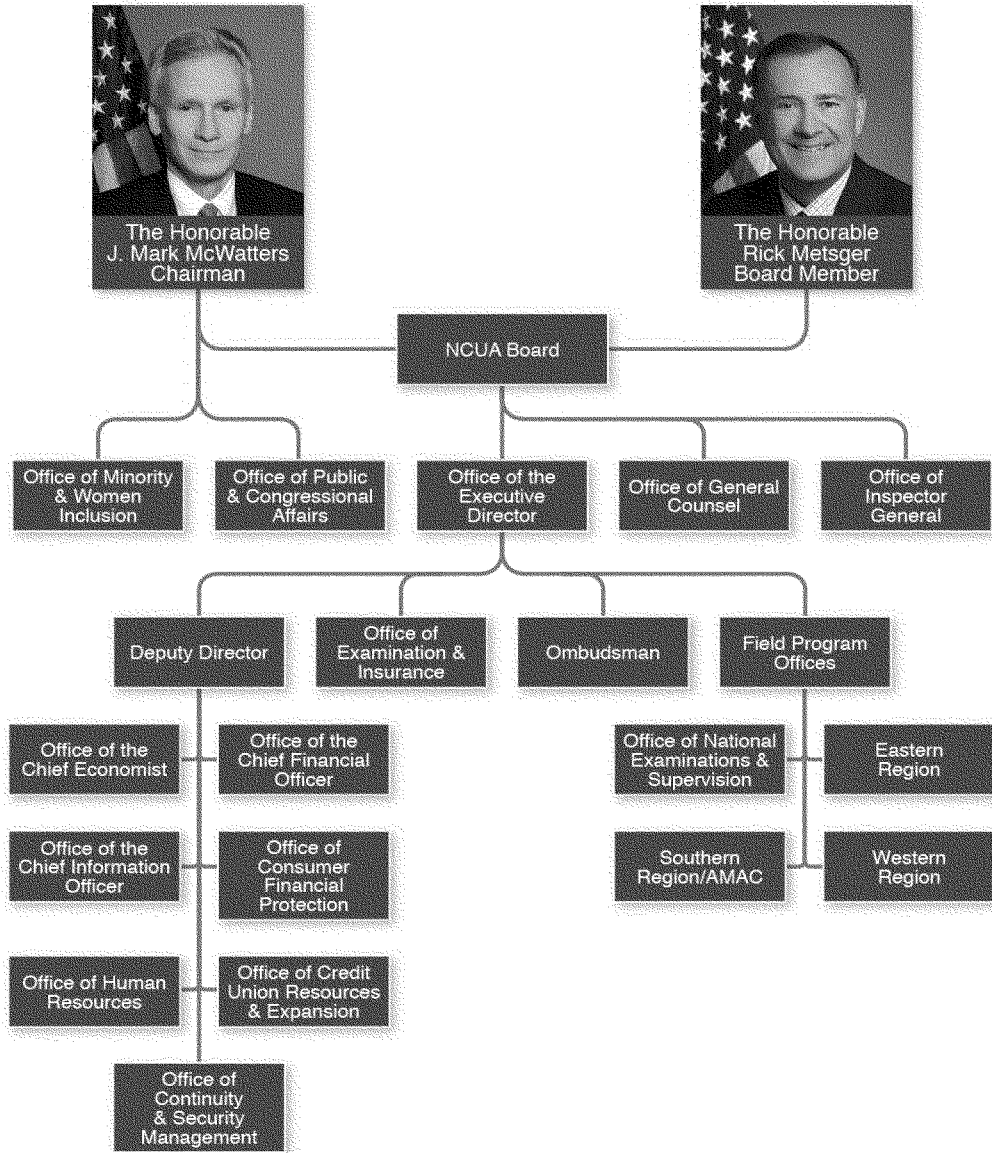 The Honorable
J. Mark McWatters
Chairman
The Honorable
Rick Metsger
Board Member
NCUA Board
Office of Minority
& Women
Inclusion
Office of Public
& Congressional
Affairs
Office of the
Executive
Director
Office of General
Counsel
Office of
Inspector
General
Deputy Director
Office of
Examination &
Insurance
Ombudsman
Field Program
Offices
Office of the
Chief Economist
Office of the
Chief Financial
Officer
Office of National
Examinations &
Supervision
Eastern
Region
Office of the
Chief Information
Officer
Office of
Consumer
Financial
Protection
Southern
Region/AMAC
Western
Region
Office of Human
Resources
Office of Credit
Union Resources
& Expansion
Office of
Continuity
& Security
Management